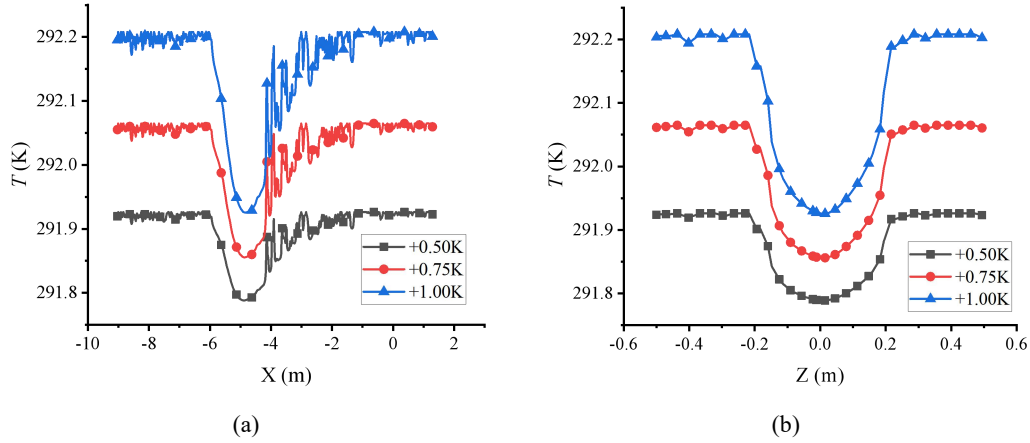 292.2
292.1
292.0
291.9
291.8
T (K)
-10
-8
-6
-4
-2
0
2
X (m)
+0.50K
+0.75K
+1.00K
(a)
292.2
292.1
292.0
291.9
291.8
T (K)
-0.6
-0.4
-0.2
0.0
0.2
0.4
0.6
Z (m)
+0.50K
+0.75K
+1.00K
(b)